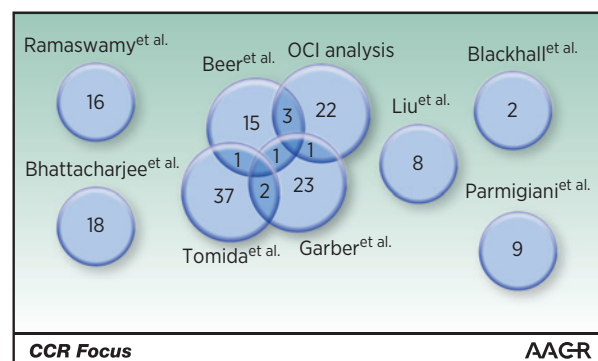 Ramaswamy et al.
16
Bhattacharjee et al.
18
Beer et al.
OCI analysis
15
3
22
1
1
1
37
2
23
Tomida et al.
Garber et al.
Liu et al.
8
Blackhall et al.
2
Parmigiani et al.
9
CCR Focus
AACR